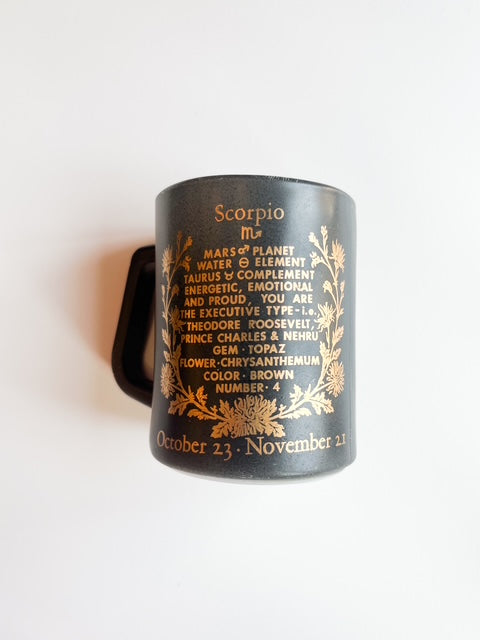 Scorpio
♏
MARS ♂ PLANET
WATER ⊖ ELEMENT
TAURUS ♉ COMPLEMENT
ENERGETIC, EMOTIONAL
AND PROUD, YOU ARE
THE EXECUTIVE TYPE-i.e.
THEODORE ROOSEVELT,
PRINCE CHARLES & NEHRU
GEM · TOPAZ
FLOWER·CHRYSANTHEMUM
COLOR · BROWN
NUMBER · 4
October 23 · November 21